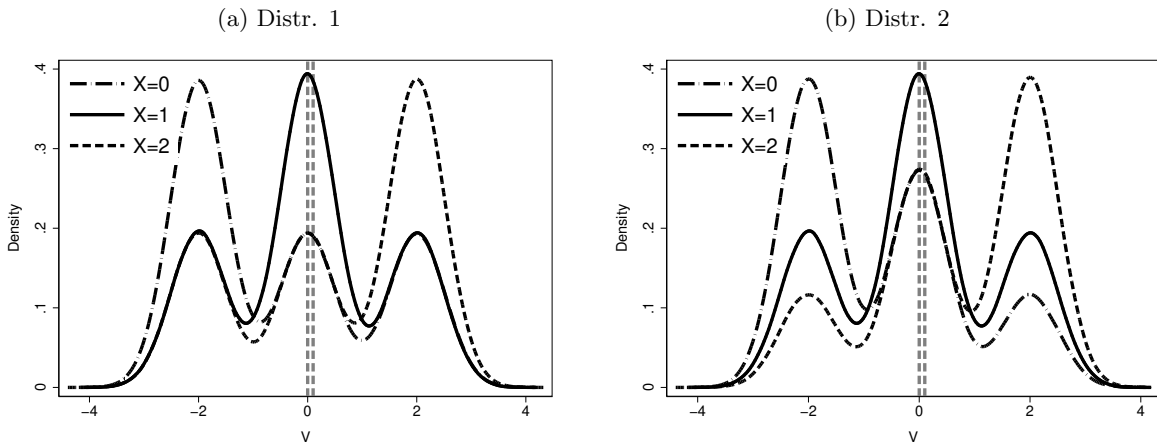 (a) Distr. 1
.4
.3
.2
.1
0
Density
X=0
X=1
X=2
−4 −2 0 2 4
V
(b) Distr. 2
.4
.3
.2
.1
0
Density
X=0
X=1
X=2
−4 −2 0 2 4
V